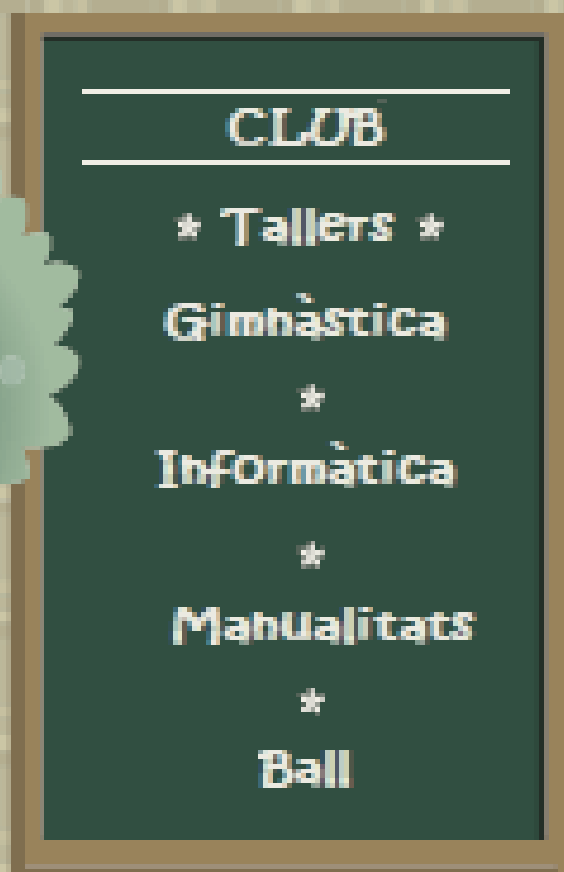 CLUB
* Tallers *
Gimnàstica
*
Informàtica
*
Manualitats
*
Ball